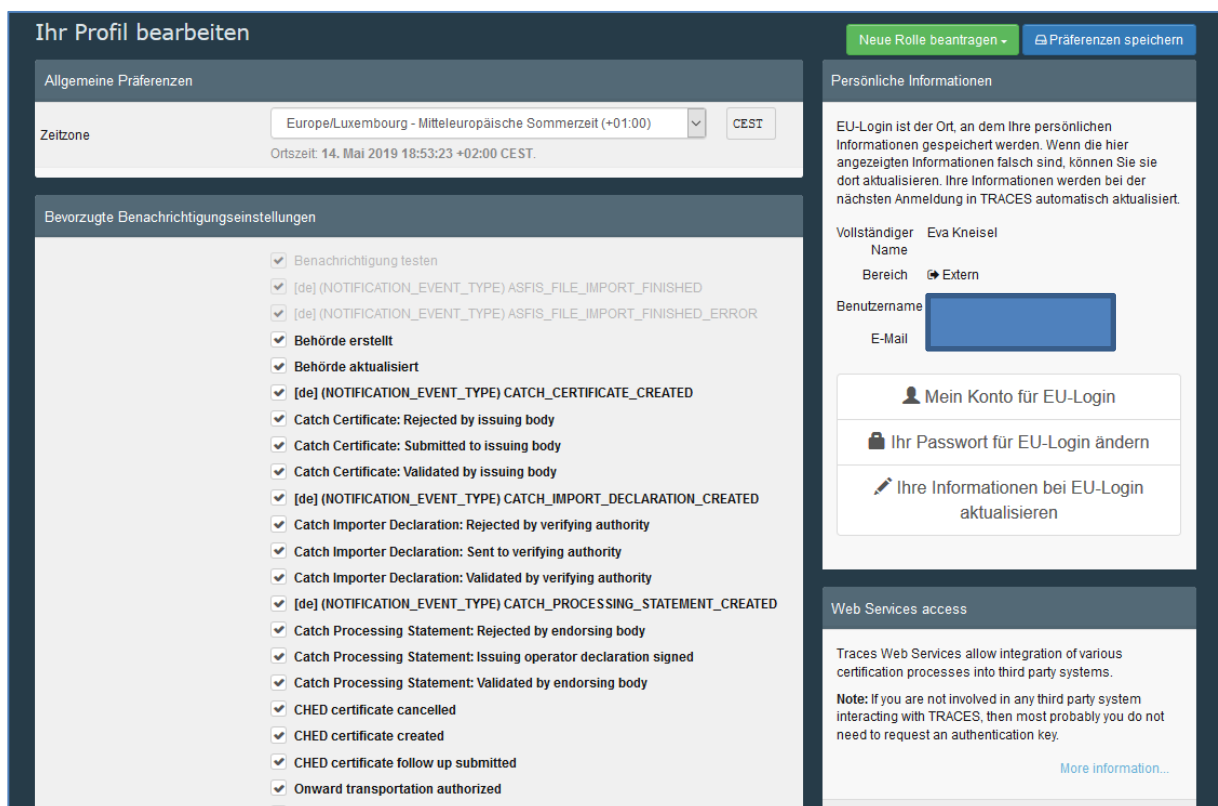 Ihr Profil bearbeiten
Neue Rolle beantragen
Präferenzen speichern
Allgemeine Präferenzen
Zeitzone
Europe/Luxembourg - Mitteleuropäische Sommerzeit (+01:00)
CEST
Ortszeit: 14. Mai 2019 18:53:23 +02:00 CEST.
Bevorzugte Benachrichtigungseinstellungen
Benachrichtigung testen
[de] (NOTIFICATION_EVENT_TYPE) ASFIS_FILE_IMPORT_FINISHED
[de] (NOTIFICATION_EVENT_TYPE) ASFIS_FILE_IMPORT_FINISHED_ERROR
Behörde erstellt
Behörde aktualisiert
[de] (NOTIFICATION_EVENT_TYPE) CATCH_CERTIFICATE_CREATED
Catch Certificate: Rejected by issuing body
Catch Certificate: Submitted to issuing body
Catch Certificate: Validated by issuing body
[de] (NOTIFICATION_EVENT_TYPE) CATCH_IMPORT_DECLARATION_CREATED
Catch Importer Declaration: Rejected by verifying authority
Catch Importer Declaration: Sent to verifying authority
Catch Importer Declaration: Validated by verifying authority
[de] (NOTIFICATION_EVENT_TYPE) CATCH_PROCESSING_STATEMENT_CREATED
Catch Processing Statement: Rejected by endorsing body
Catch Processing Statement: Issuing operator declaration signed
Catch Processing Statement: Validated by endorsing body
CHED certificate cancelled
CHED certificate created
CHED certificate follow up submitted
Onward transportation authorized
Persönliche Informationen
EU-Login ist der Ort, an dem Ihre persönlichen
Informationen gespeichert werden. Wenn die hier
angezeigten Informationen falsch sind, können Sie sie
dort aktualisieren. Ihre Informationen werden bei der
nächsten Anmeldung in TRACES automatisch aktualisiert.
Vollständiger Name Eva Kneisel
Bereich Extern
Benutzername
E-Mail
Mein Konto für EU-Login
Ihr Passwort für EU-Login ändern
Ihre Informationen bei EU-Login
aktualisieren
Web Services access
Traces Web Services allow integration of various
certification processes into third party systems.
Note: If you are not involved in any third party system
interacting with TRACES, then most probably you do not
need to request an authentication key.
More information...